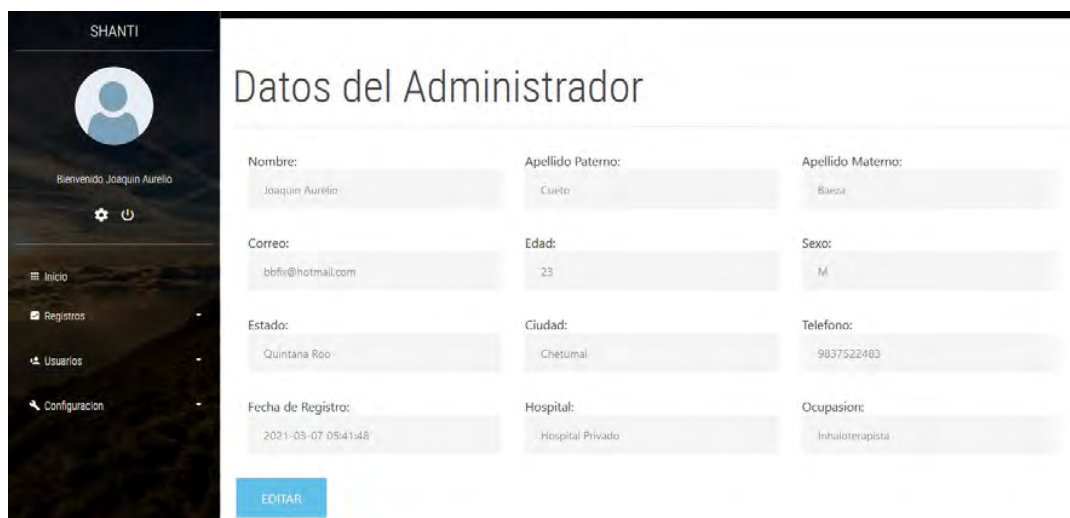 SHANTI
Bienvenido Joaquin Aurelio
Inicio
Registros
Usuarios
Configuracion
Datos del Administrador
Nombre: Apellido Paterno: Apellido Materno:
Joaquin Aurelio Cueto Baeza
Correo: Edad: Sexo:
bbfix@hotmail.com 23 M
Estado: Ciudad: Telefono:
Quintana Roo Chetumal 9837522483
Fecha de Registro: Hospital: Ocupasion:
2021-03-07 05:41:48 Hospital Privado Inhaloterapista
EDITAR